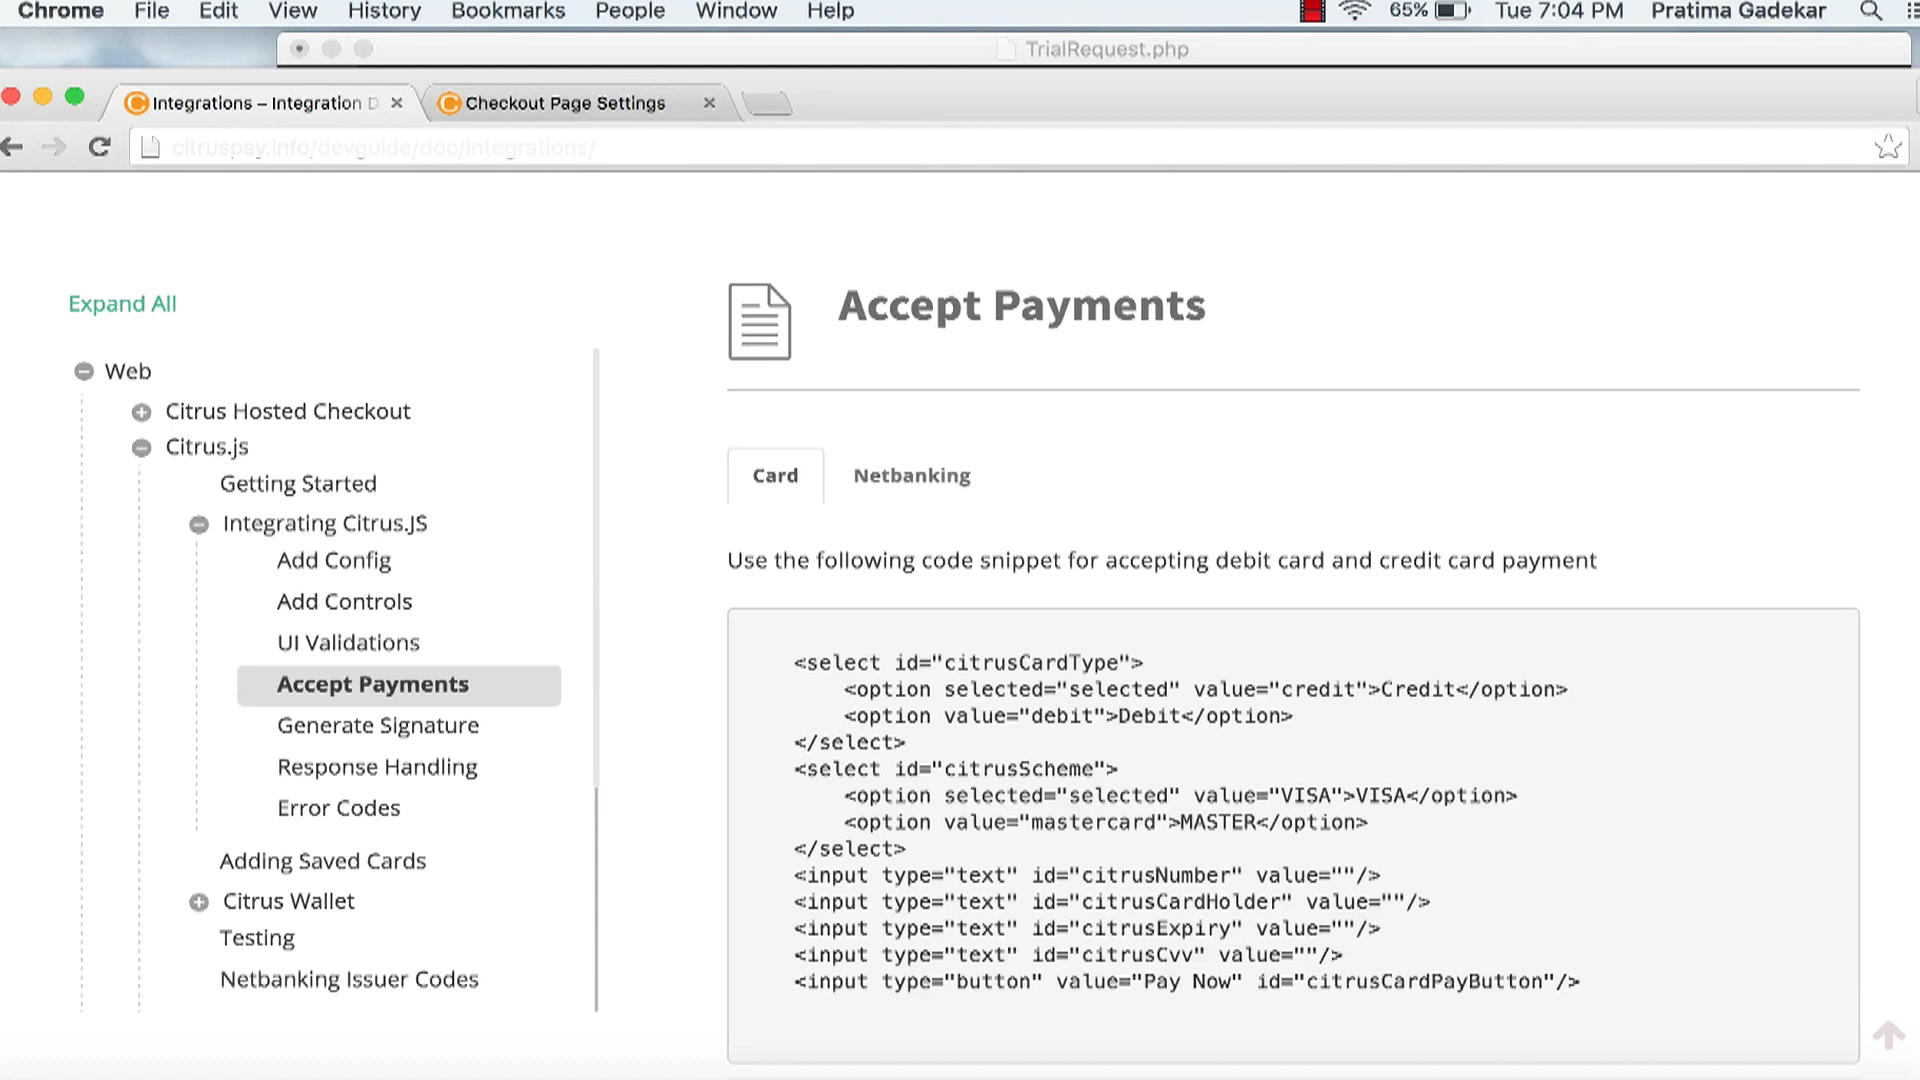 Chrome File Edit View History Bookmarks People Window Help 65% Tue 7:04 PM Pratima Gadekar
TrialRequest.php
Integrations – Integration D Checkout Page Settings
citruspay.info/devguide/doc/integrations/
Expand All
Web
Citrus Hosted Checkout
Citrus.js
Getting Started
Integrating Citrus.JS
Add Config
Add Controls
UI Validations
Accept Payments
Generate Signature
Response Handling
Error Codes
Adding Saved Cards
Citrus Wallet
Testing
Netbanking Issuer Codes
Accept Payments
Card Netbanking
Use the following code snippet for accepting debit card and credit card payment
<select id="citrusCardType">
<option selected="selected" value="credit">Credit</option>
<option value="debit">Debit</option>
</select>
<select id="citrusScheme">
<option selected="selected" value="VISA">VISA</option>
<option value="mastercard">MASTER</option>
</select>
<input type="text" id="citrusNumber" value=""/>
<input type="text" id="citrusCardHolder" value=""/>
<input type="text" id="citrusExpiry" value=""/>
<input type="text" id="citrusCvv" value=""/>
<input type="button" value="Pay Now" id="citrusCardPayButton"/>